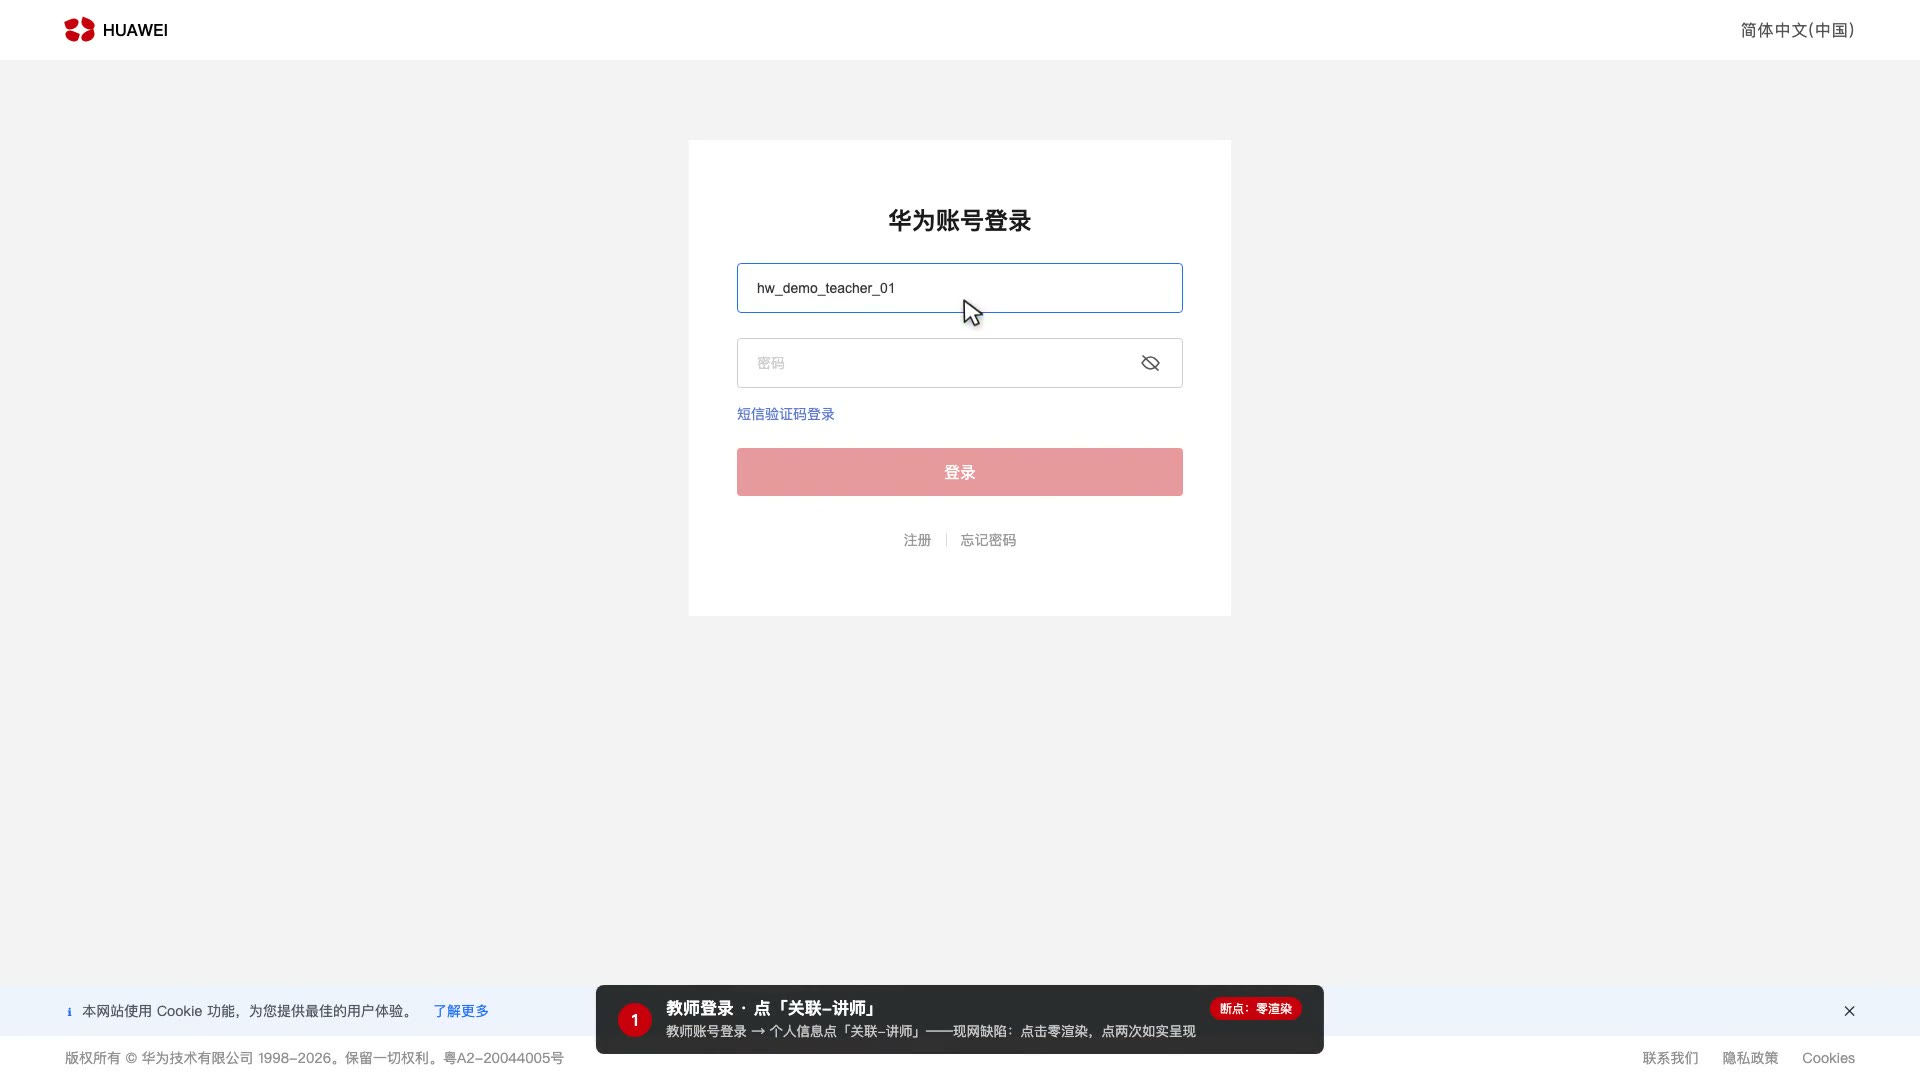 HUAWEI
简体中文(中国)
华为账号登录
hw_demo_teacher_01
密码
短信验证码登录
登录
注册
忘记密码
本网站使用 Cookie 功能，为您提供最佳的用户体验。 了解更多
1
教师登录 · 点「关联-讲师」
断点：零渲染
教师账号登录 → 个人信息点「关联-讲师」——现网缺陷：点击零渲染，点两次如实呈现
版权所有 © 华为技术有限公司 1998-2026。保留一切权利。粤A2-20044005号
联系我们 隐私政策 Cookies